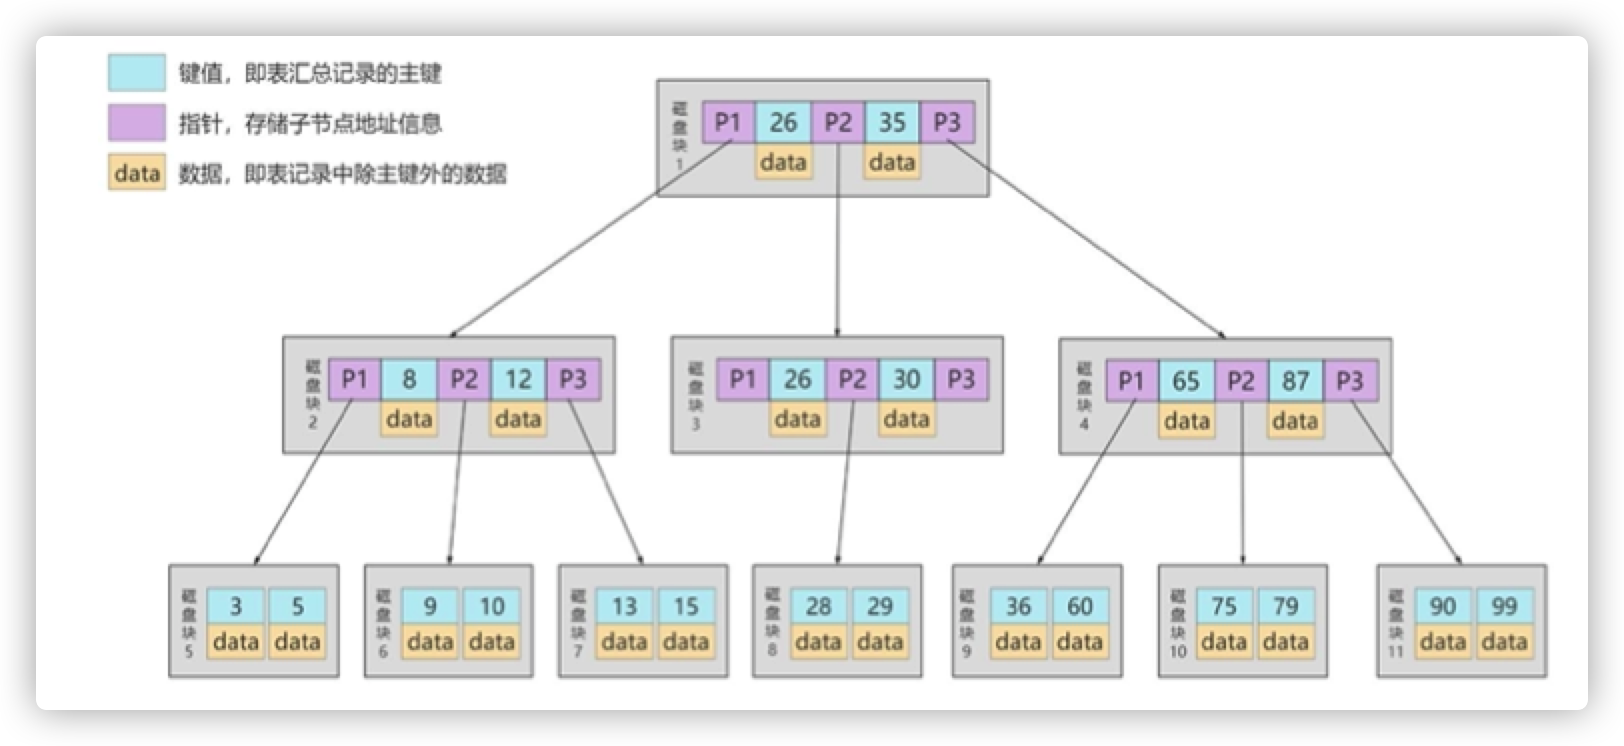 键值，即表汇总记录的主键
指针，存储子节点地址信息
data 数据，即表记录中除主键外的数据
磁盘块1
P1 26 P2 35 P3
data data
磁盘块2
P1 8 P2 12 P3
data data
磁盘块3
P1 26 P2 30 P3
data data
磁盘块4
P1 65 P2 87 P3
data data
磁盘块5
3 5
data data
磁盘块6
9 10
data data
磁盘块7
13 15
data data
磁盘块8
28 29
data data
磁盘块9
36 60
data data
磁盘块10
75 79
data data
磁盘块11
90 99
data data